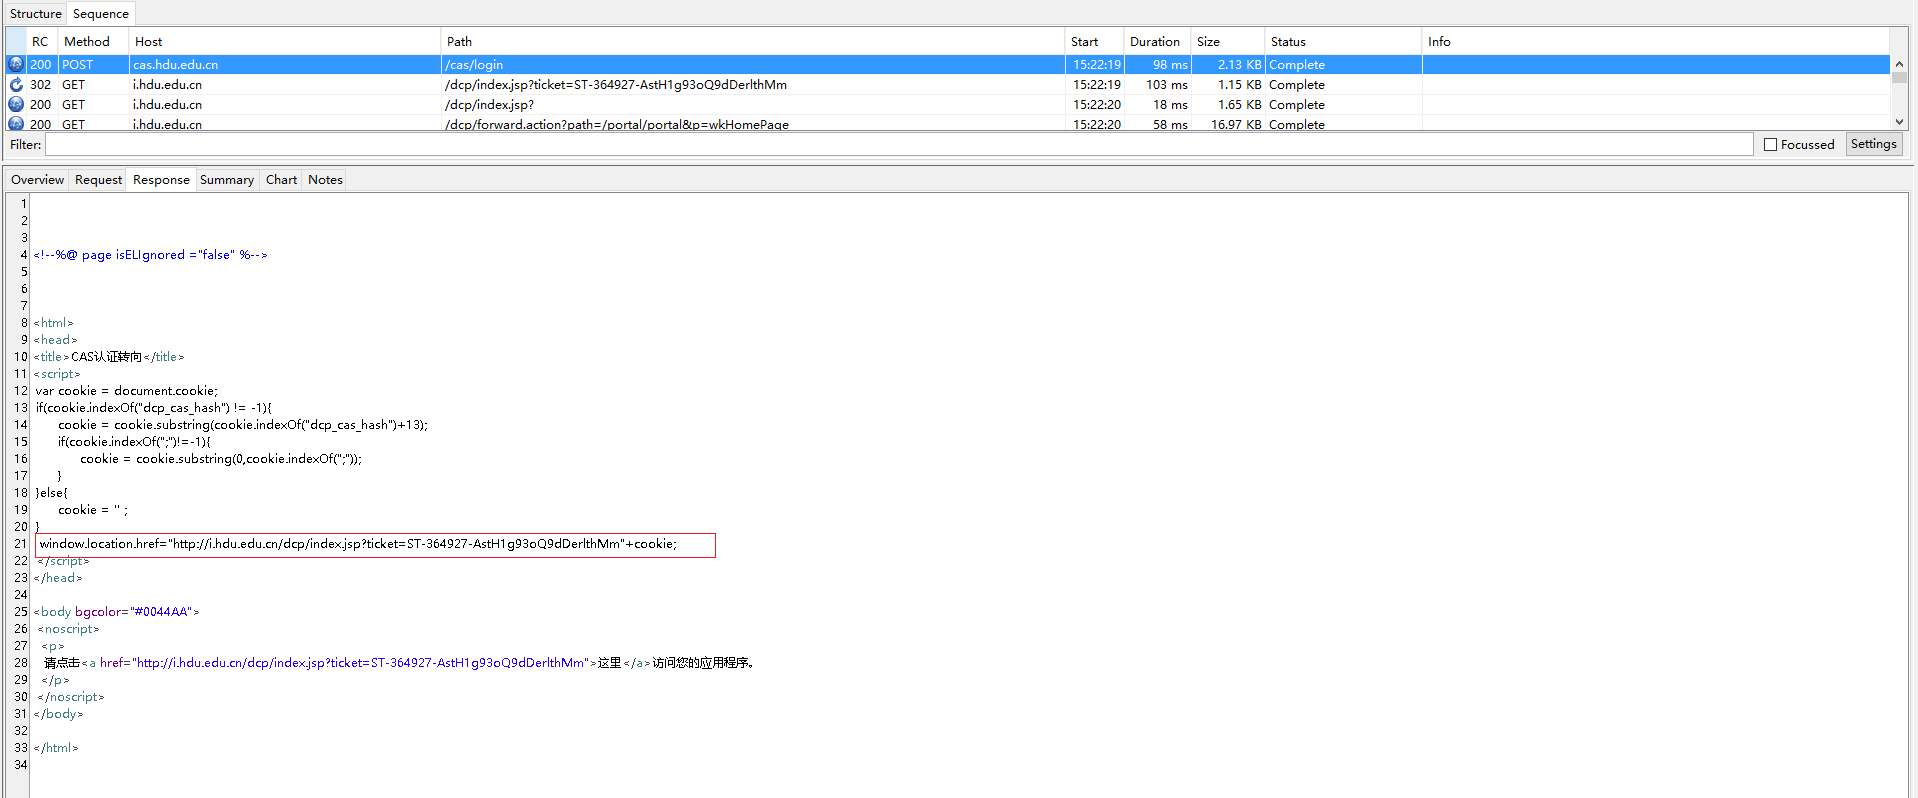 Structure Sequence
RC Method Host Path Start Duration Size Status Info
200 POST cas.hdu.edu.cn /cas/login 15:22:19 98 ms 2.13 KB Complete
302 GET i.hdu.edu.cn /dcp/index.jsp?ticket=ST-364927-AstH1g93oQ9dDerlthMm 15:22:19 103 ms 1.15 KB Complete
200 GET i.hdu.edu.cn /dcp/index.jsp? 15:22:20 18 ms 1.65 KB Complete
200 GET i.hdu.edu.cn /dcp/forward.action?path=/portal/portal&p=wkHomePage 15:22:20 58 ms 16.97 KB Complete
Filter: Focussed Settings
Overview Request Response Summary Chart Notes
1
2
3
4 <!--%@ page isELIgnored ="false" %-->
5
6
7
8 <html>
9 <head>
10 <title>CAS认证转向</title>
11 <script>
12 var cookie = document.cookie;
13 if(cookie.indexOf("dcp_cas_hash") != -1){
14 cookie = cookie.substring(cookie.indexOf("dcp_cas_hash")+13);
15 if(cookie.indexOf(";")!=-1){
16 cookie = cookie.substring(0,cookie.indexOf(";"));
17 }
18 }else{
19 cookie = '' ;
20 }
21 window.location.href="http://i.hdu.edu.cn/dcp/index.jsp?ticket=ST-364927-AstH1g93oQ9dDerlthMm"+cookie;
22 </script>
23 </head>
24
25 <body bgcolor="#0044AA">
26 <noscript>
27 <p>
28 请点击<a href="http://i.hdu.edu.cn/dcp/index.jsp?ticket=ST-364927-AstH1g93oQ9dDerlthMm">这里</a>访问您的应用程序。
29 </p>
30 </noscript>
31 </body>
32
33 </html>
34